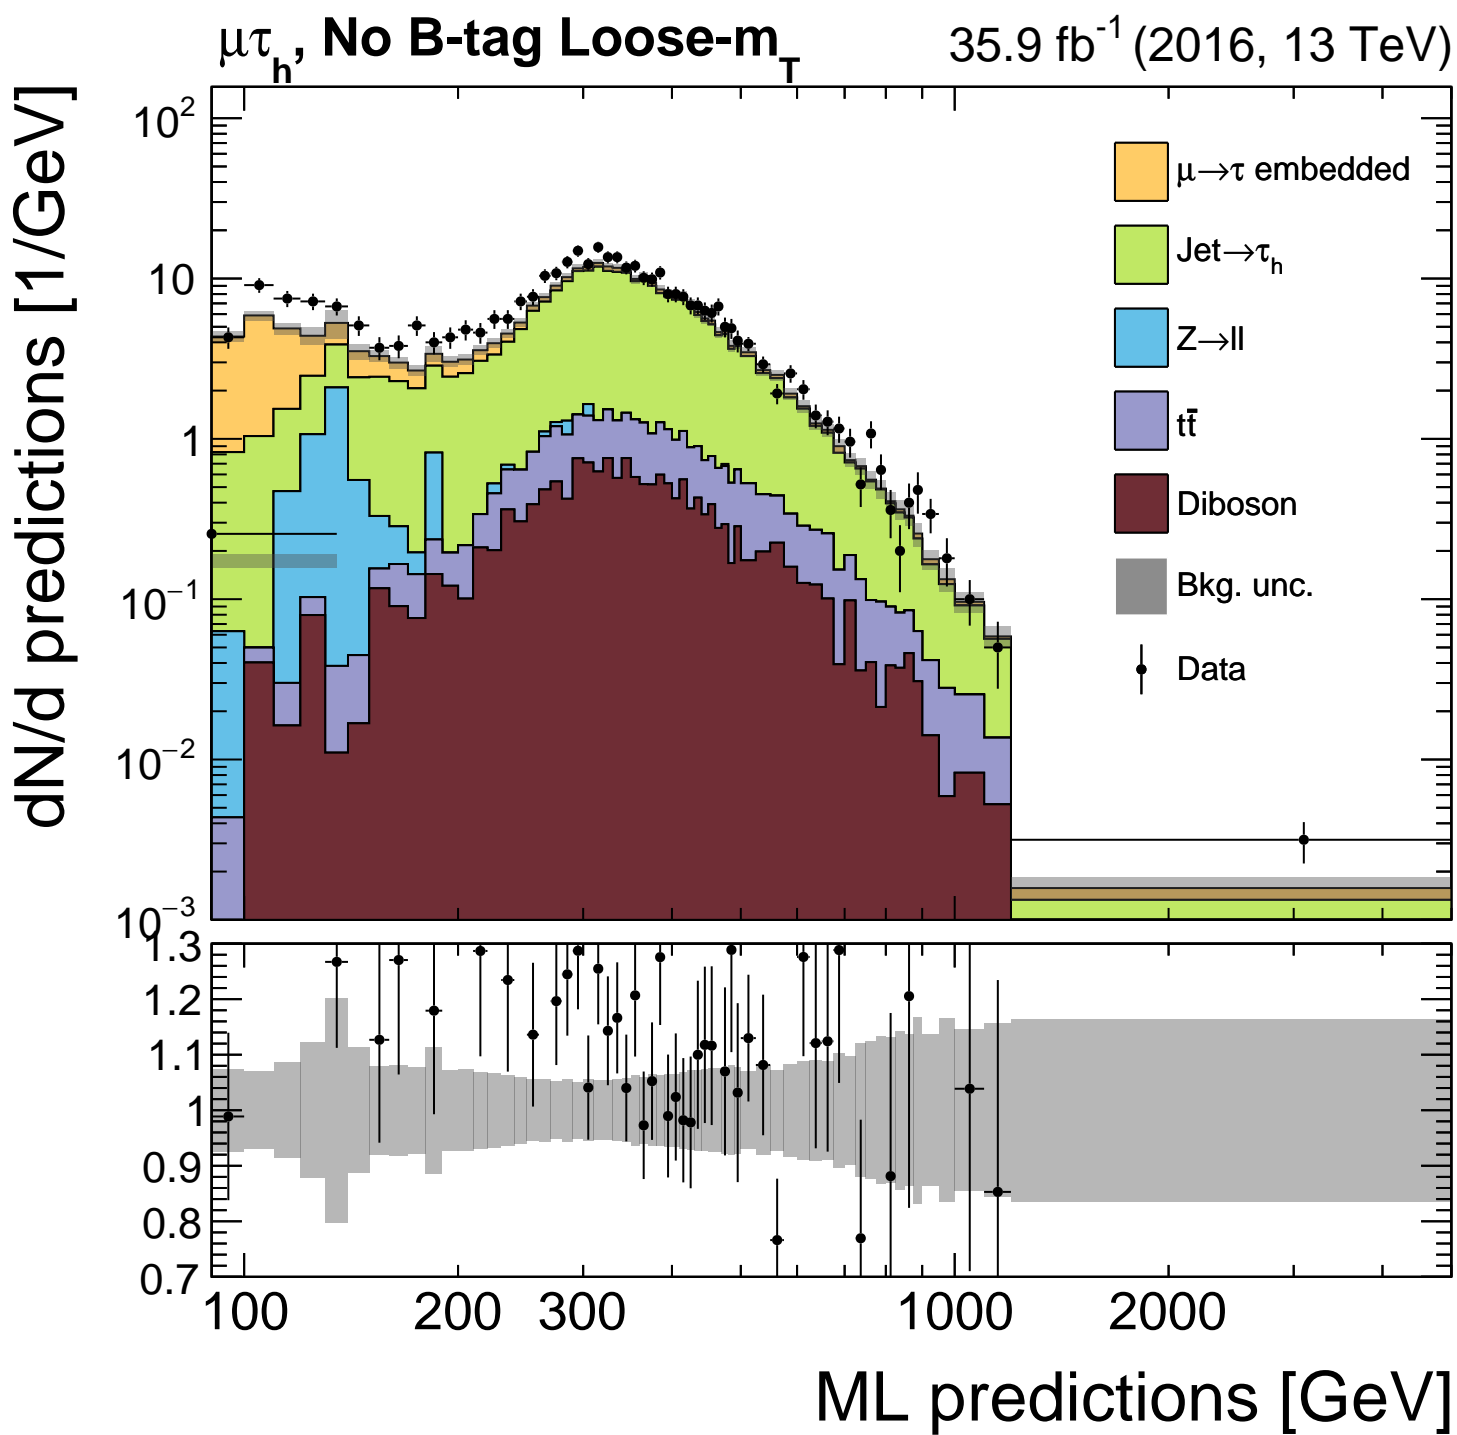 μτh, No B-tag Loose-mT
35.9 fb-1 (2016, 13 TeV)
dN/d predictions [1/GeV]
10²
10
1
10−1
10−2
10−3
μ→τ embedded
Jet→τh
Z→ll
tt̄
Diboson
Bkg. unc.
Data
1.3
1.2
1.1
1
0.9
0.8
0.7
100 200 300 1000 2000
ML predictions [GeV]